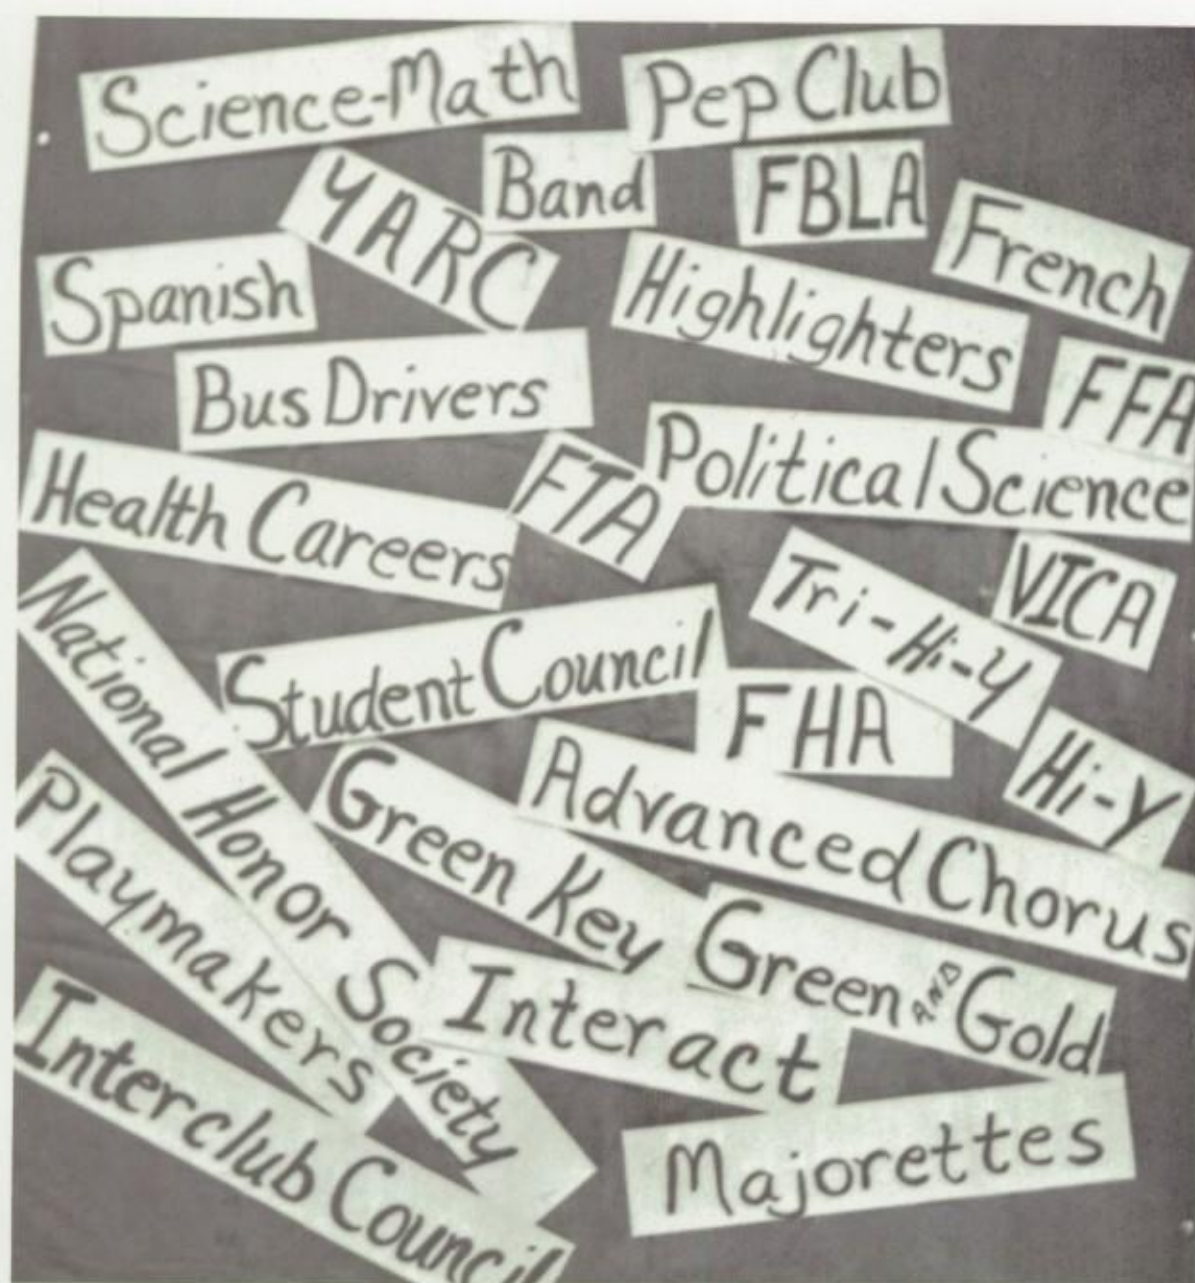 Science-Math
Pep Club
Band
FBLA
YARC
French
Spanish
Highlighters
Bus Drivers
FFA
Political Science
Health Careers
FTA
VICA
Tri-Hi-Y
National Honor Society
Student Council
FHA
Hi-Y
Advanced Chorus
Green Key
Playmakers
Green AND Gold
Interact
Interclub Council
Majorettes